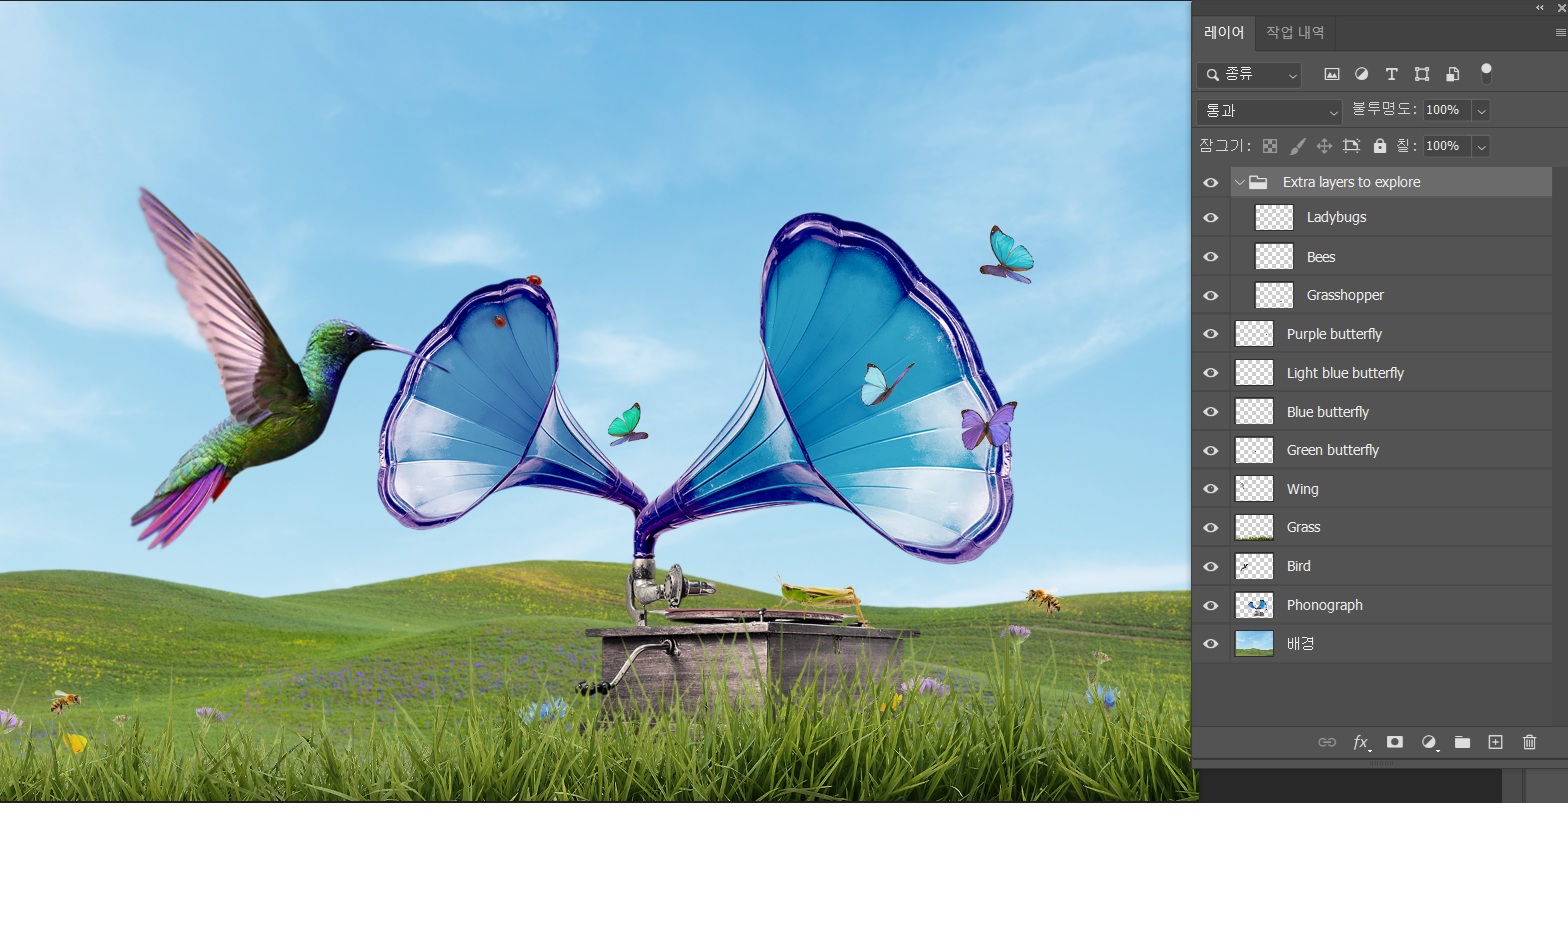 레이어 작업 내역
종류
통과 불투명도: 100%
잠그기: 칠: 100%
Extra layers to explore
Ladybugs
Bees
Grasshopper
Purple butterfly
Light blue butterfly
Blue butterfly
Green butterfly
Wing
Grass
Bird
Phonograph
배경
fx